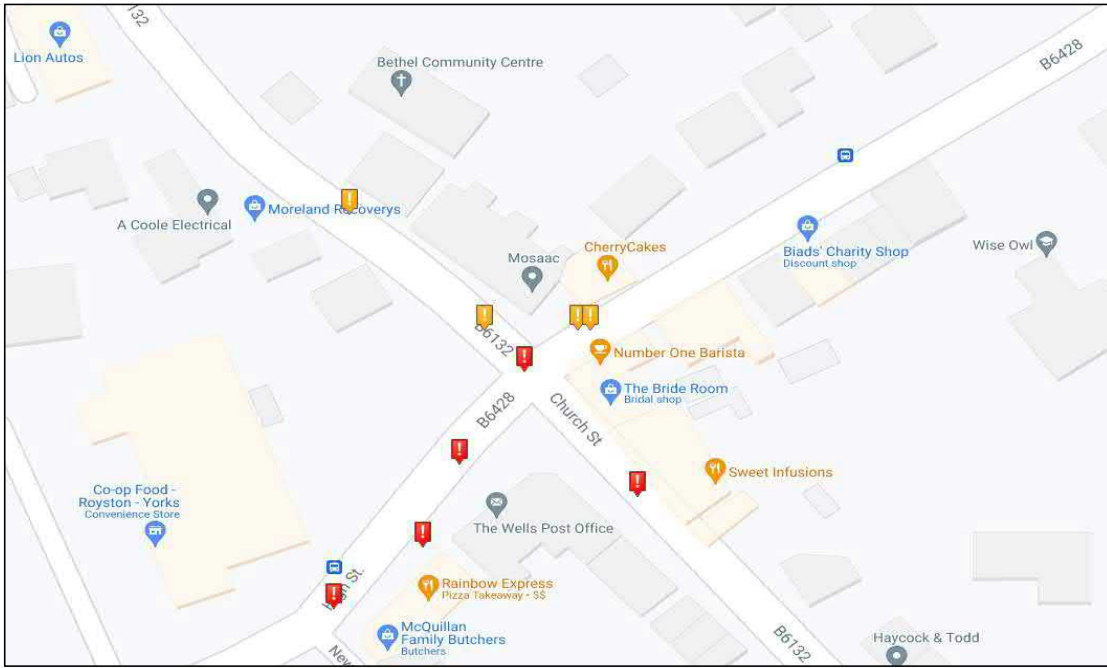 132
Lion Autos
Bethel Community Centre
B6428
A Coole Electrical
Moreland Recoverys
Mosaac
CherryCakes
Biads' Charity Shop
Discount shop
Wise Owl
B6132
Number One Barista
The Bride Room
Bridal shop
B6428
Church St
Sweet Infusions
Co-op Food -
Royston - Yorks
Convenience Store
The Wells Post Office
Rainbow Express
Pizza Takeaway - $$
McQuillan
Family Butchers
Butchers
New
B6132
Haycock & Todd